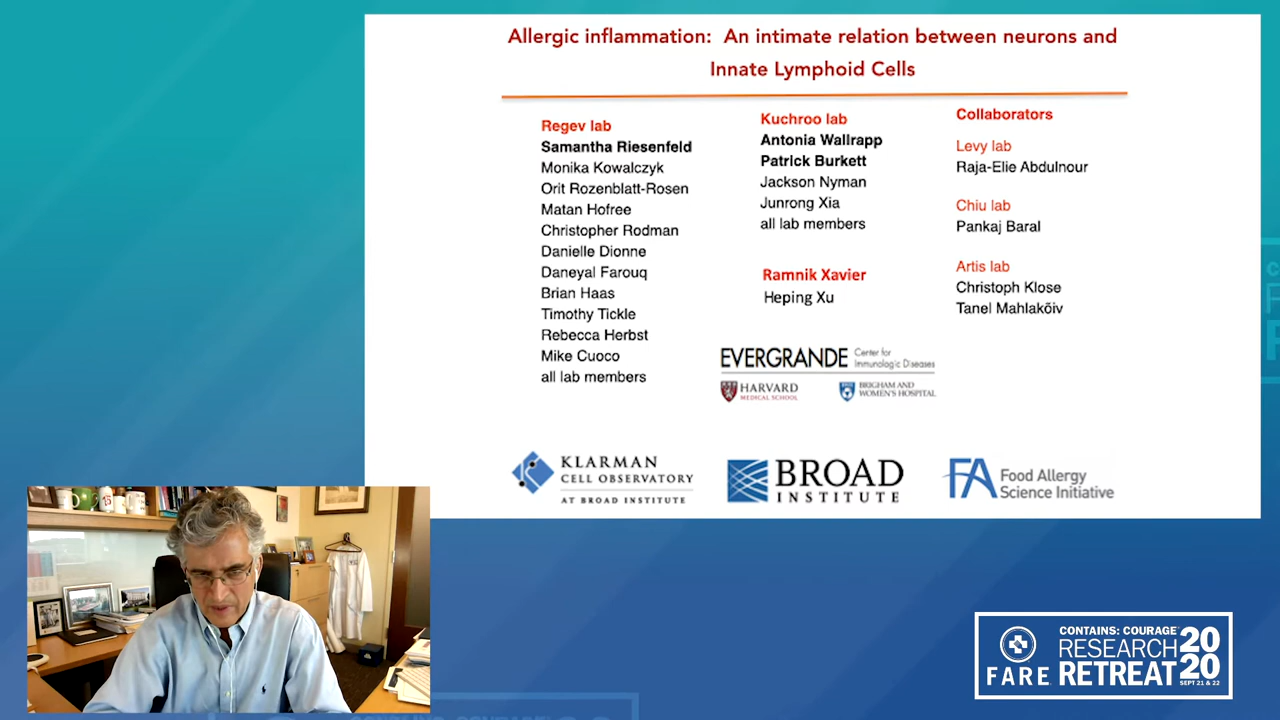 Allergic inflammation: An intimate relation between neurons and
Innate Lymphoid Cells
Regev lab
Samantha Riesenfeld
Monika Kowalczyk
Orit Rozenblatt-Rosen
Matan Hofree
Christopher Rodman
Danielle Dionne
Daneyal Farouq
Brian Haas
Timothy Tickle
Rebecca Herbst
Mike Cuoco
all lab members
Kuchroo lab
Antonia Wallrapp
Patrick Burkett
Jackson Nyman
Junrong Xia
all lab members
Ramnik Xavier
Heping Xu
Collaborators
Levy lab
Raja-Elie Abdulnour
Chiu lab
Pankaj Baral
Artis lab
Christoph Klose
Tanel Mahlakõiv
EVERGRANDE Center for
Immunologic Diseases
HARVARD
MEDICAL SCHOOL
BRIGHAM AND
WOMEN'S HOSPITAL
KLARMAN
CELL OBSERVATORY
AT BROAD INSTITUTE
BROAD
INSTITUTE
FA Food Allergy
Science Initiative
FARE
CONTAINS: COURAGE
RESEARCH
RETREAT
2020
SEPT 21 & 22